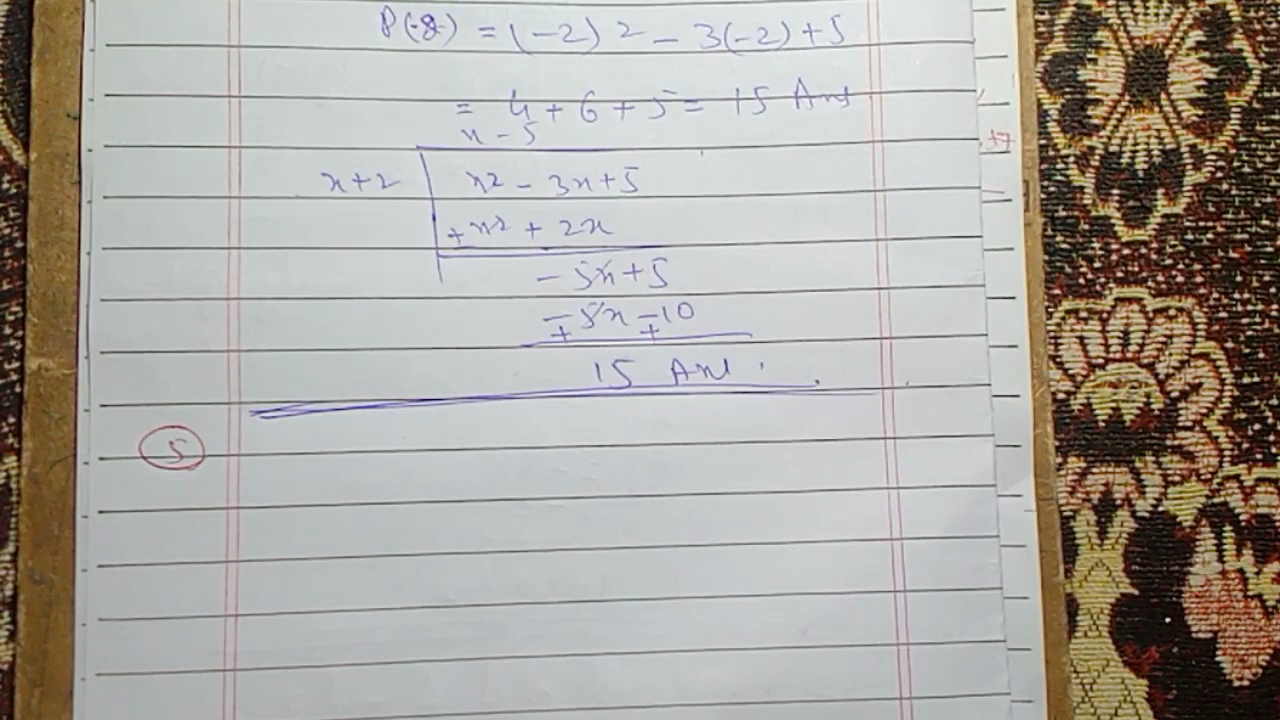 P(-2) = (-2) 2 - 3(-2) + 5
= 4 + 6 + 5 = 15 Ans
x - 5
x+2 x2 - 3x+5
+x2 + 2x
- 5x+5
- 5x - 10
+ +
15 Ans.
5